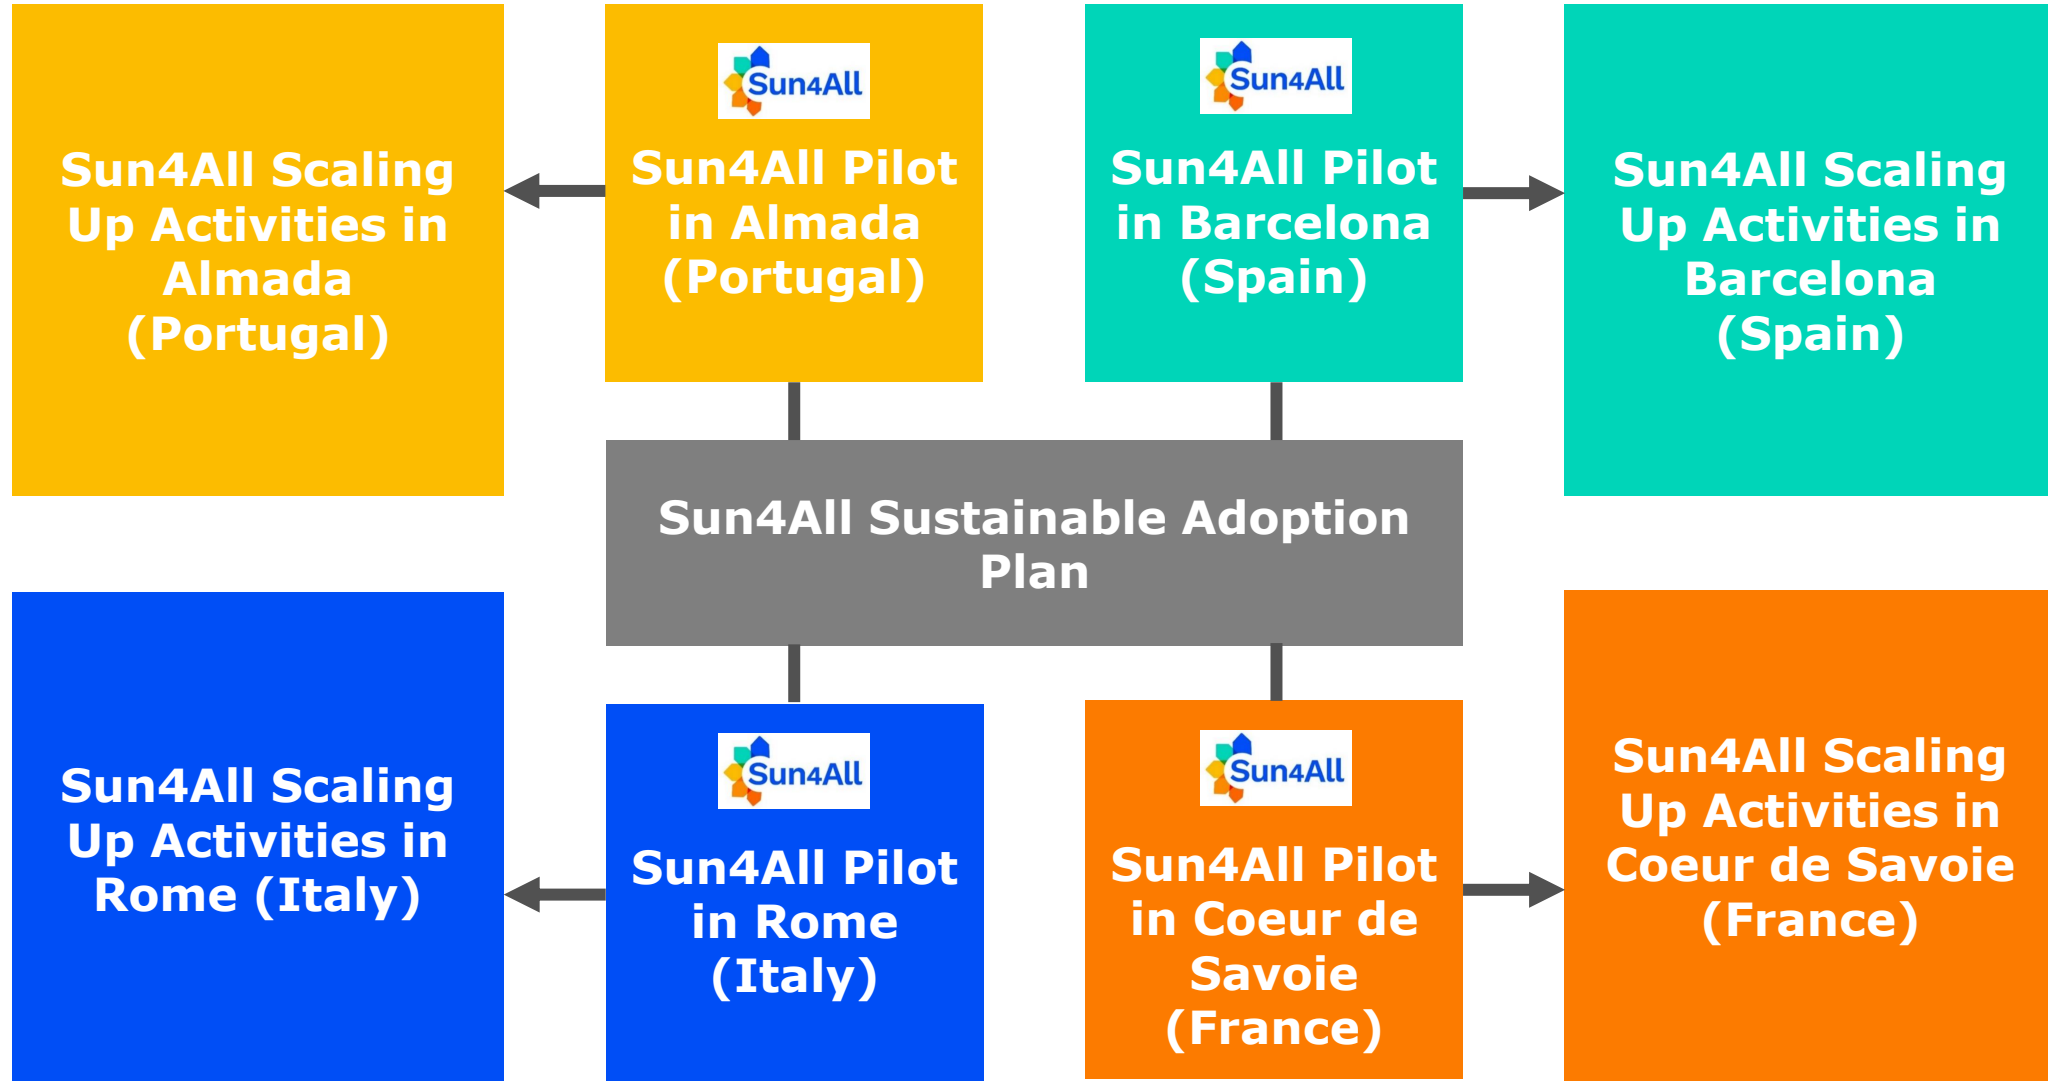 Sun4All Scaling
Up Activities in
Almada
(Portugal)
Sun4All
Sun4All Pilot
in Almada
(Portugal)
Sun4All
Sun4All Pilot
in Barcelona
(Spain)
Sun4All Scaling
Up Activities in
Barcelona
(Spain)
Sun4All Sustainable Adoption
Plan
Sun4All Scaling
Up Activities in
Rome (Italy)
Sun4All
Sun4All Pilot
in Rome
(Italy)
Sun4All
Sun4All Pilot
in Coeur de
Savoie
(France)
Sun4All Scaling
Up Activities in
Coeur de Savoie
(France)